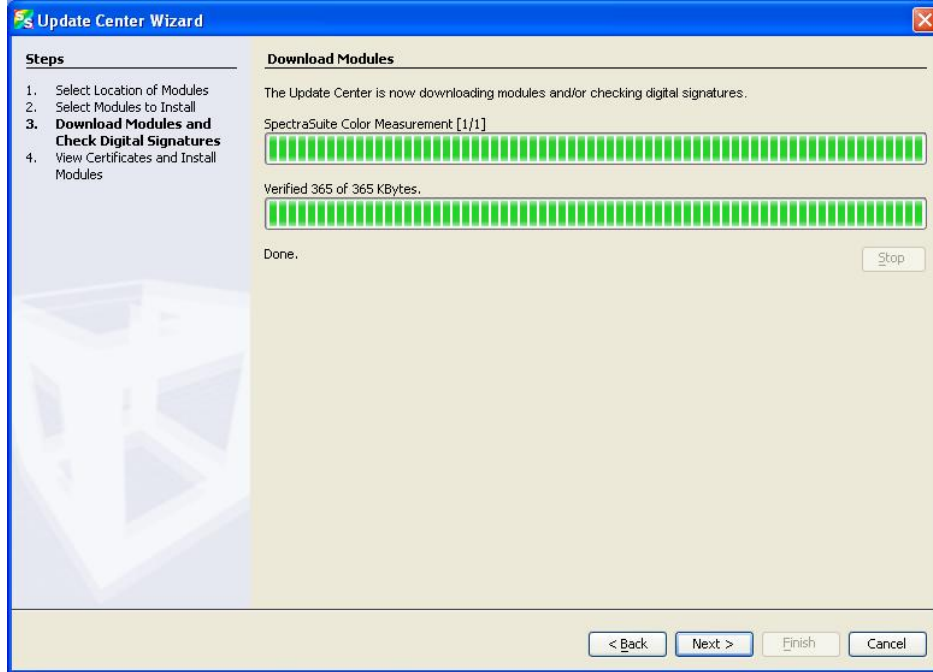 Update Center Wizard
Steps
1. Select Location of Modules
2. Select Modules to Install
3. Download Modules and
Check Digital Signatures
4. View Certificates and Install
Modules
Download Modules
The Update Center is now downloading modules and/or checking digital signatures.
SpectraSuite Color Measurement [1/1]
Verified 365 of 365 KBytes.
Done.
Stop
< Back
Next >
Finish
Cancel